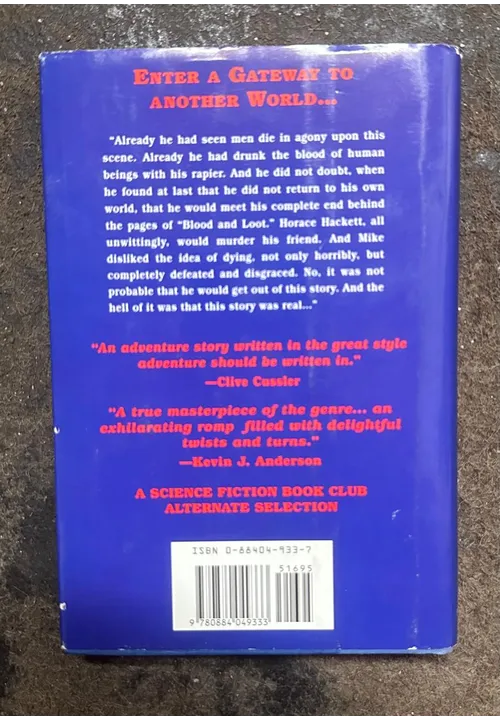 ENTER A GATEWAY TO
ANOTHER WORLD...
"Already he had seen men die in agony upon this
scene. Already he had drunk the blood of human
beings with his rapier. And he did not doubt, when
he found at last that he did not return to his own
world, that he would meet his complete end behind
the pages of "Blood and Loot." Horace Hackett, all
unwittingly, would murder his friend. And Mike
disliked the idea of dying, not only horribly, but
completely defeated and disgraced. No, it was not
probable that he would get out of this story. And the
hell of it was that this story was real..."
"An adventure story written in the great style
adventure should be written in."
—Clive Cussler
"A true masterpiece of the genre... an
exhilarating romp filled with delightful
twists and turns."
—Kevin J. Anderson
A SCIENCE FICTION BOOK CLUB
ALTERNATE SELECTION
ISBN 0-88404-933-7
51695
9 780884 049333